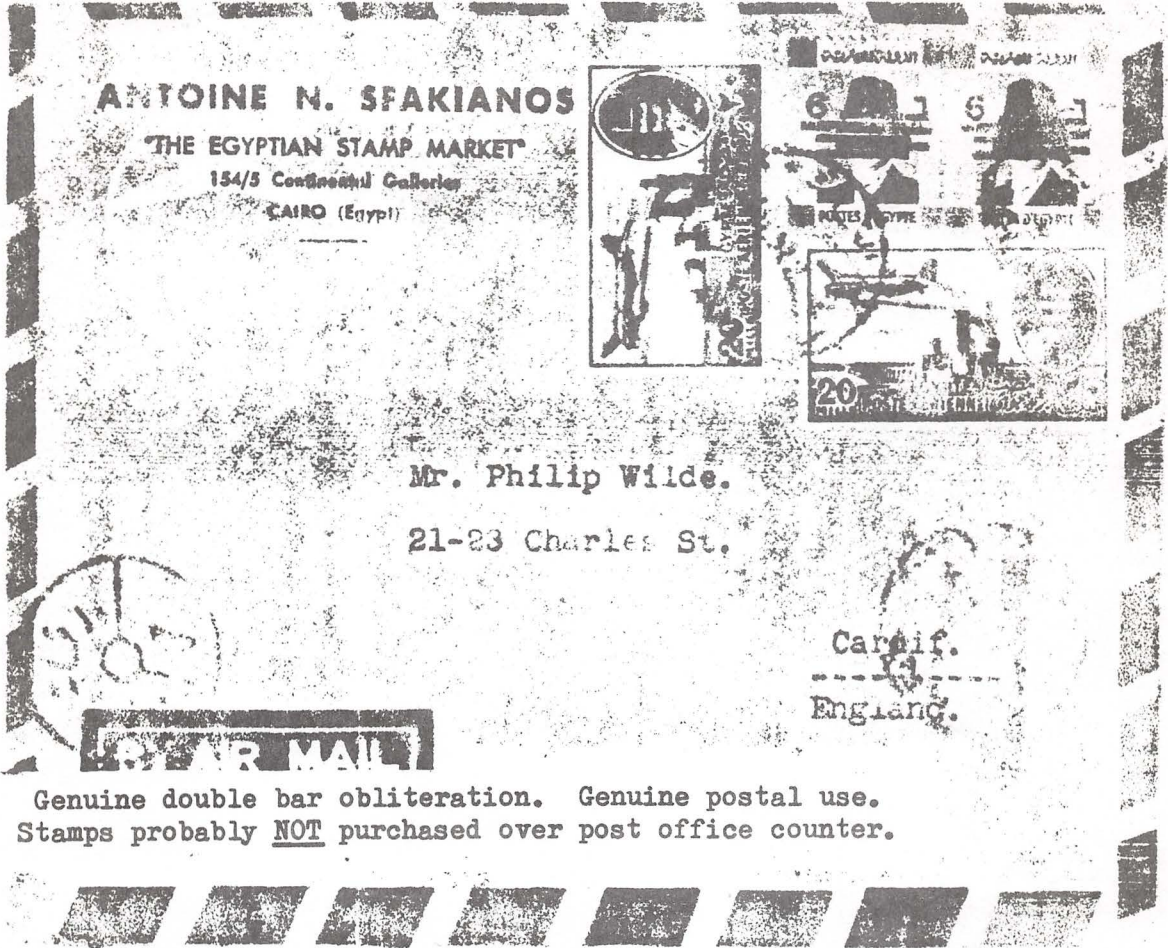 ANTOINE N. SFAKIANOS
"THE EGYPTIAN STAMP MARKET"
154/5 Continental Galleries
CAIRO (Egypt)
6 6
POSTES EGYPTE
20
20
Mr. Philip Wilde.
21-23 Charles St.
Cardif.
England.
BY AIR MAIL
Genuine double bar obliteration. Genuine postal use.
Stamps probably NOT purchased over post office counter.